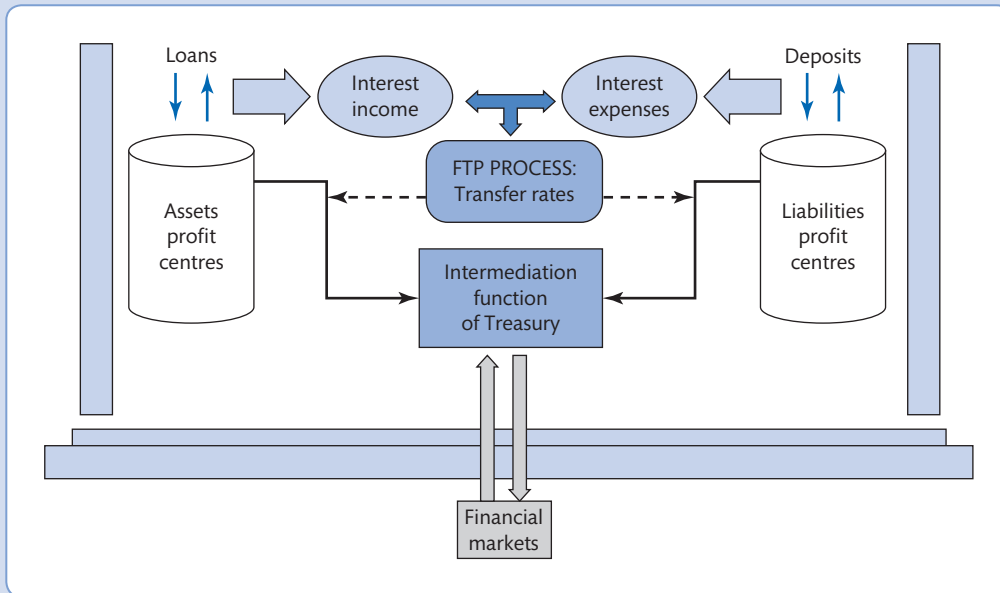 Loans
Deposits
Interest
income
Interest
expenses
FTP PROCESS:
Transfer rates
Assets
profit
centres
Liabilities
profit
centres
Intermediation
function
of Treasury
Financial
markets